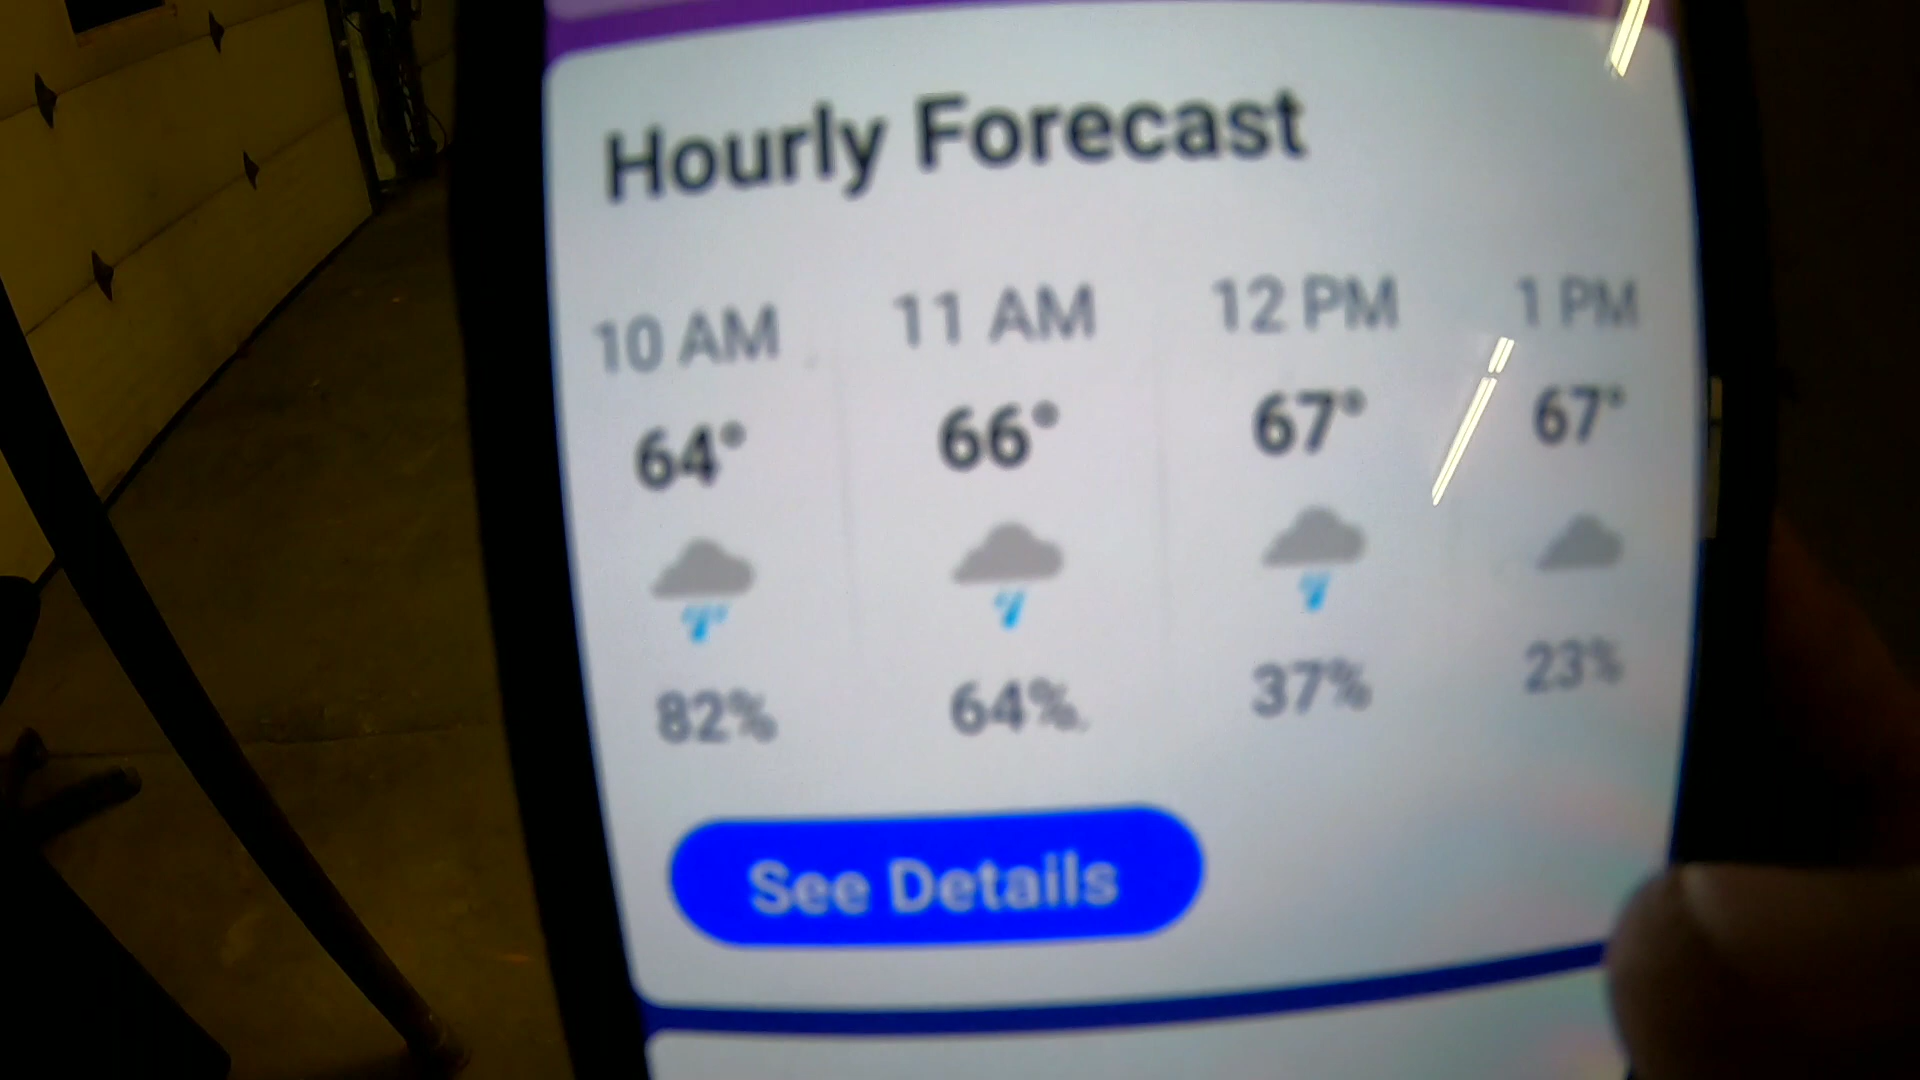 Hourly Forecast
10 AM 11 AM 12 PM 1 PM
64° 66° 67° 67°
82% 64% 37% 23%
See Details